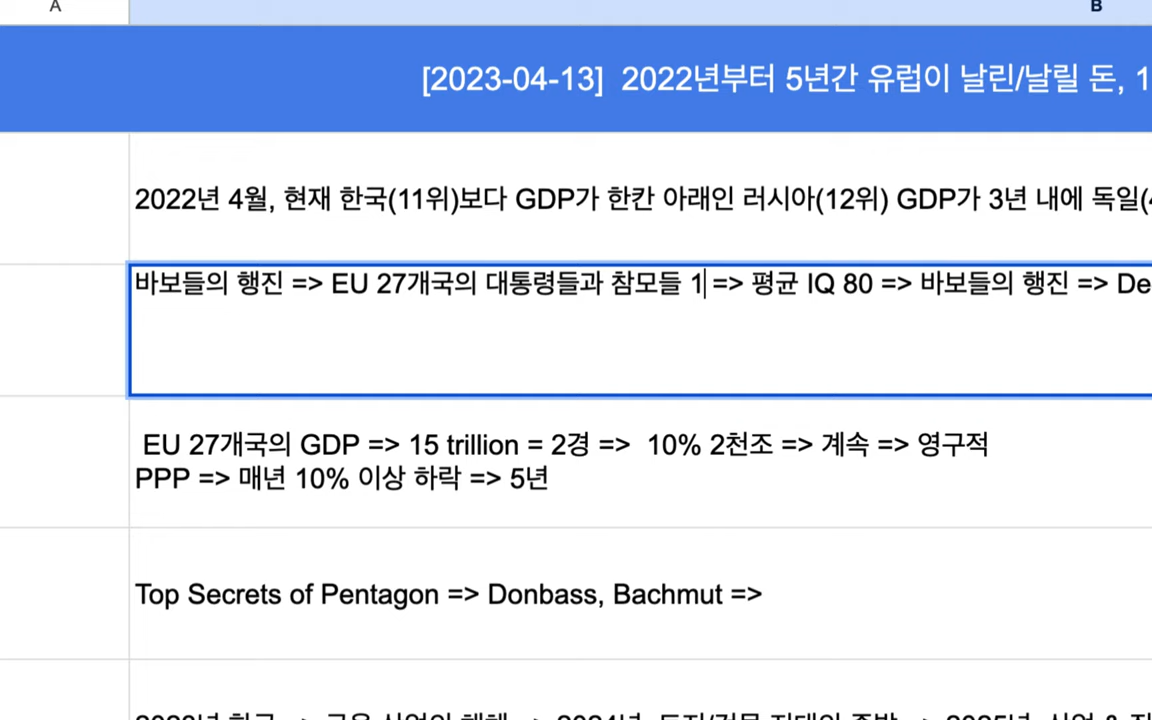 A
B
[2023-04-13] 2022년부터 5년간 유럽이 날린/날릴 돈, 1
2022년 4월, 현재 한국(11위)보다 GDP가 한칸 아래인 러시아(12위) GDP가 3년 내에 독일(
바보들의 행진 => EU 27개국의 대통령들과 참모들 1 => 평균 IQ 80 => 바보들의 행진 => De
EU 27개국의 GDP => 15 trillion = 2경 => 10% 2천조 => 계속 => 영구적
PPP => 매년 10% 이상 하락 => 5년
Top Secrets of Pentagon => Donbass, Bachmut =>